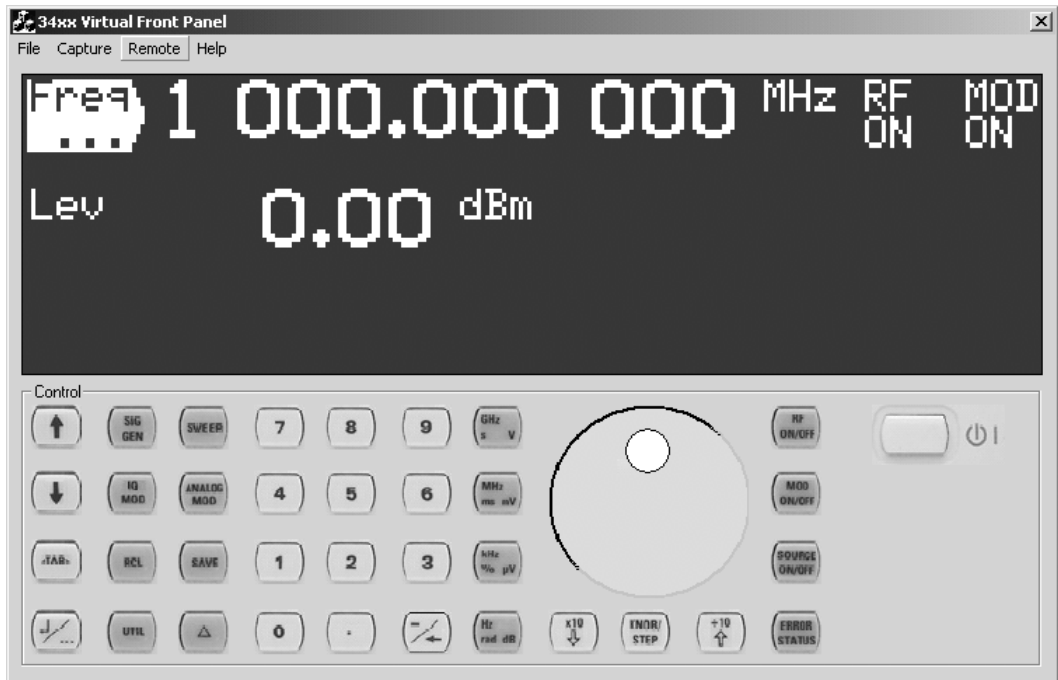 34xx Virtual Front Panel
File Capture Remote Help
Freq 1 000.000 000 MHz RF ON MOD ON
...
Lev 0.00 dBm
Control
SIG GEN SWEEP 7 8 9 GHz s V RF ON/OFF
IQ MOD ANALOG MOD 4 5 6 MHz ms mV MOD ON/OFF
TAB RCL SAVE 1 2 3 kHz % µV SOURCE ON/OFF
... UTIL Δ 0 . Hz rad dB x10 KNOB/ STEP ÷10 ERROR STATUS